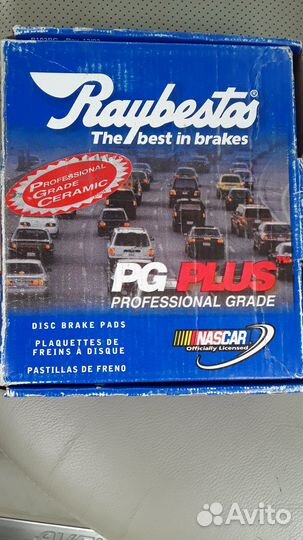 Raybestos®
The best in brakes
PROFESSIONAL
GRADE
CERAMIC
PG PLUS
PROFESSIONAL GRADE
DISC BRAKE PADS
PLAQUETTES DE
FREINS À DISQUE
PASTILLAS DE FRENO
NASCAR
Officially Licensed
Avito